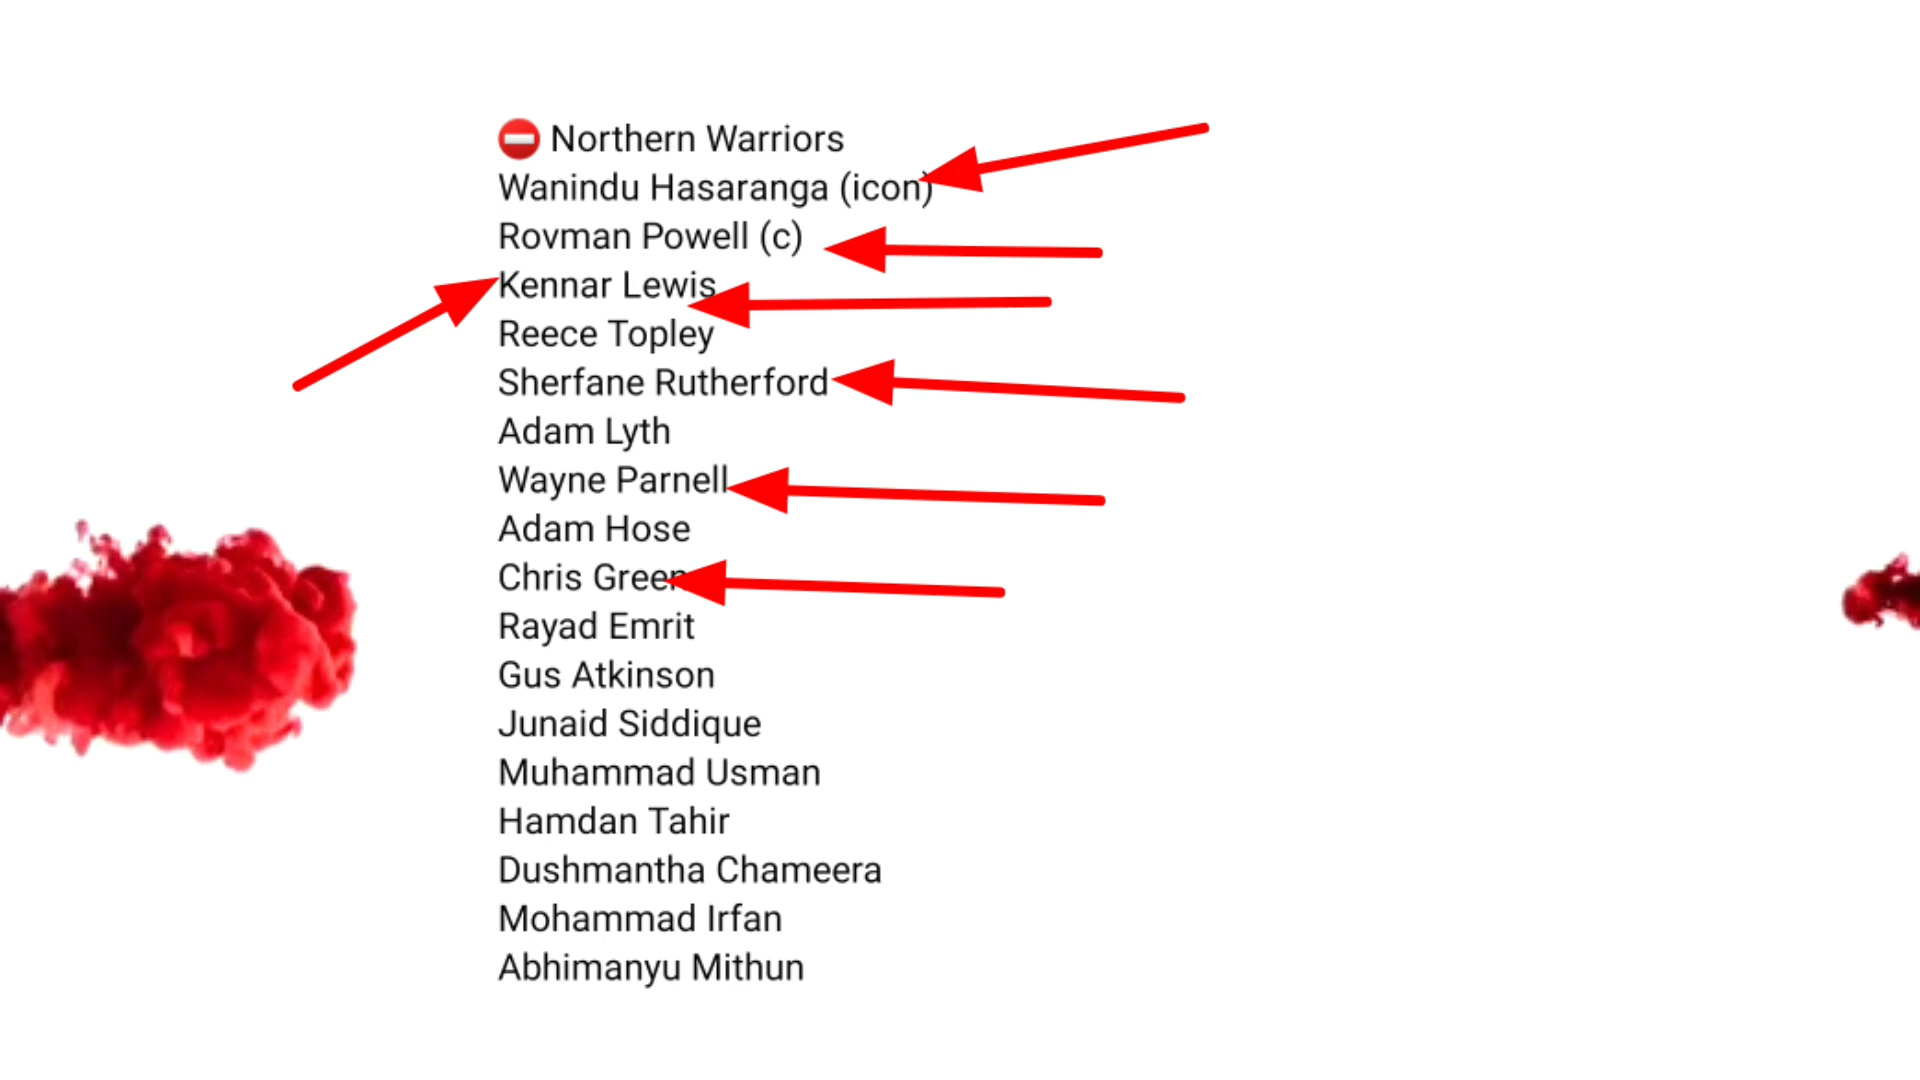 Northern Warriors
Wanindu Hasaranga (icon)
Rovman Powell (c)
Kennar Lewis
Reece Topley
Sherfane Rutherford
Adam Lyth
Wayne Parnell
Adam Hose
Chris Green
Rayad Emrit
Gus Atkinson
Junaid Siddique
Muhammad Usman
Hamdan Tahir
Dushmantha Chameera
Mohammad Irfan
Abhimanyu Mithun